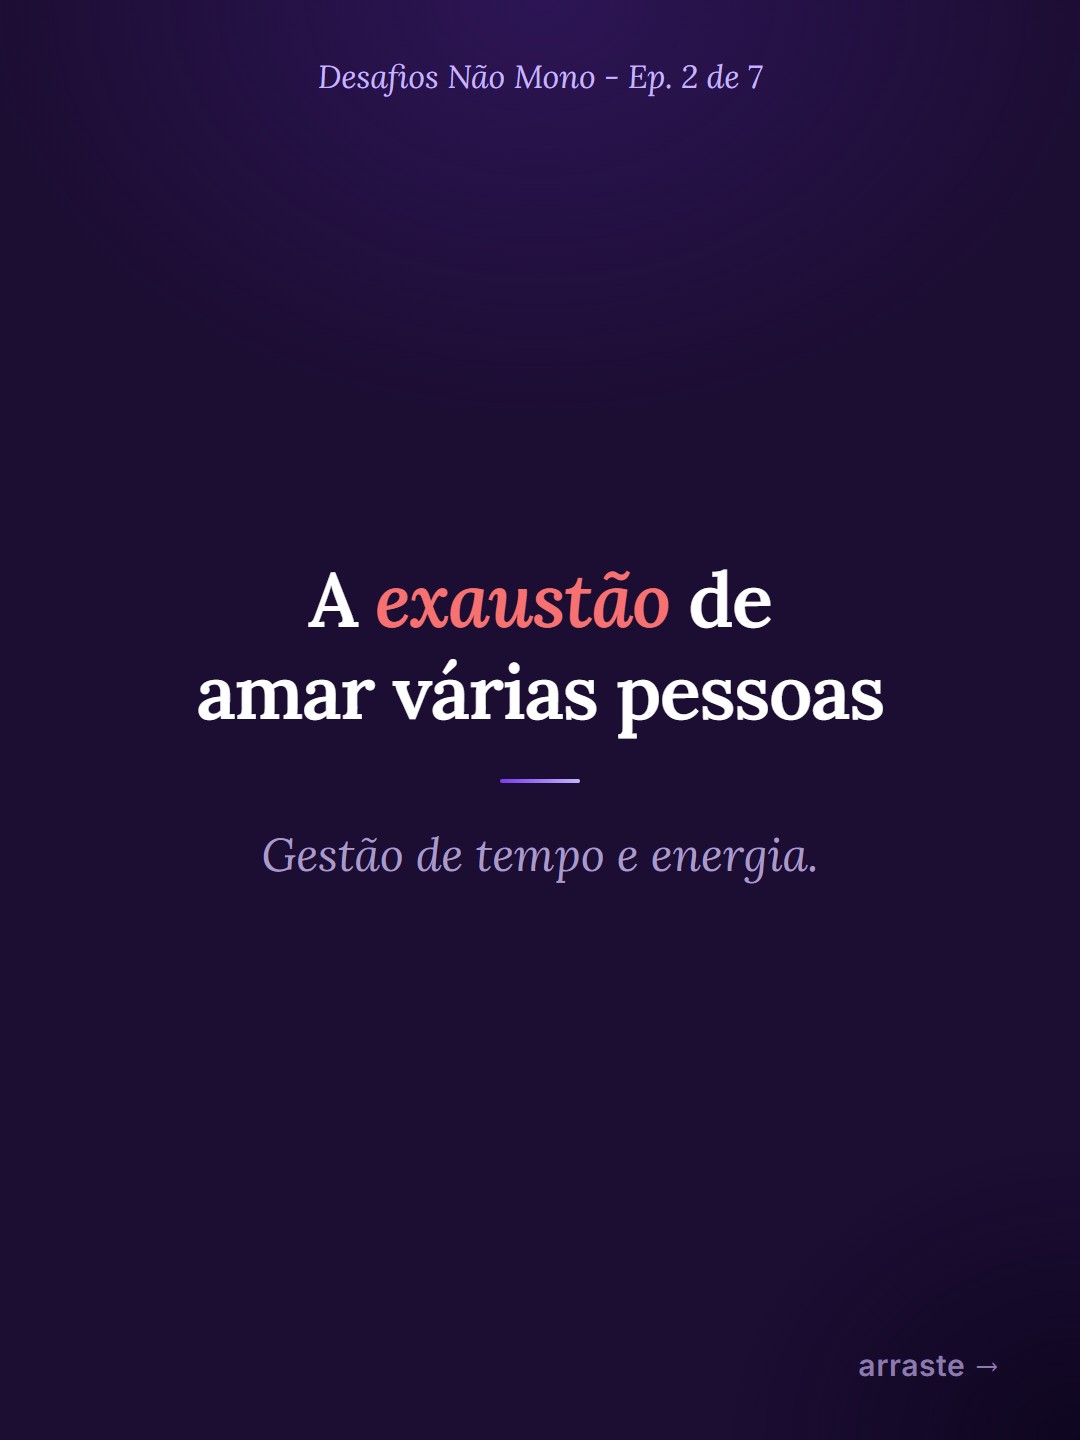 Desafios Não Mono - Ep. 2 de 7
A exaustão de
amar várias pessoas
Gestão de tempo e energia.
arraste →